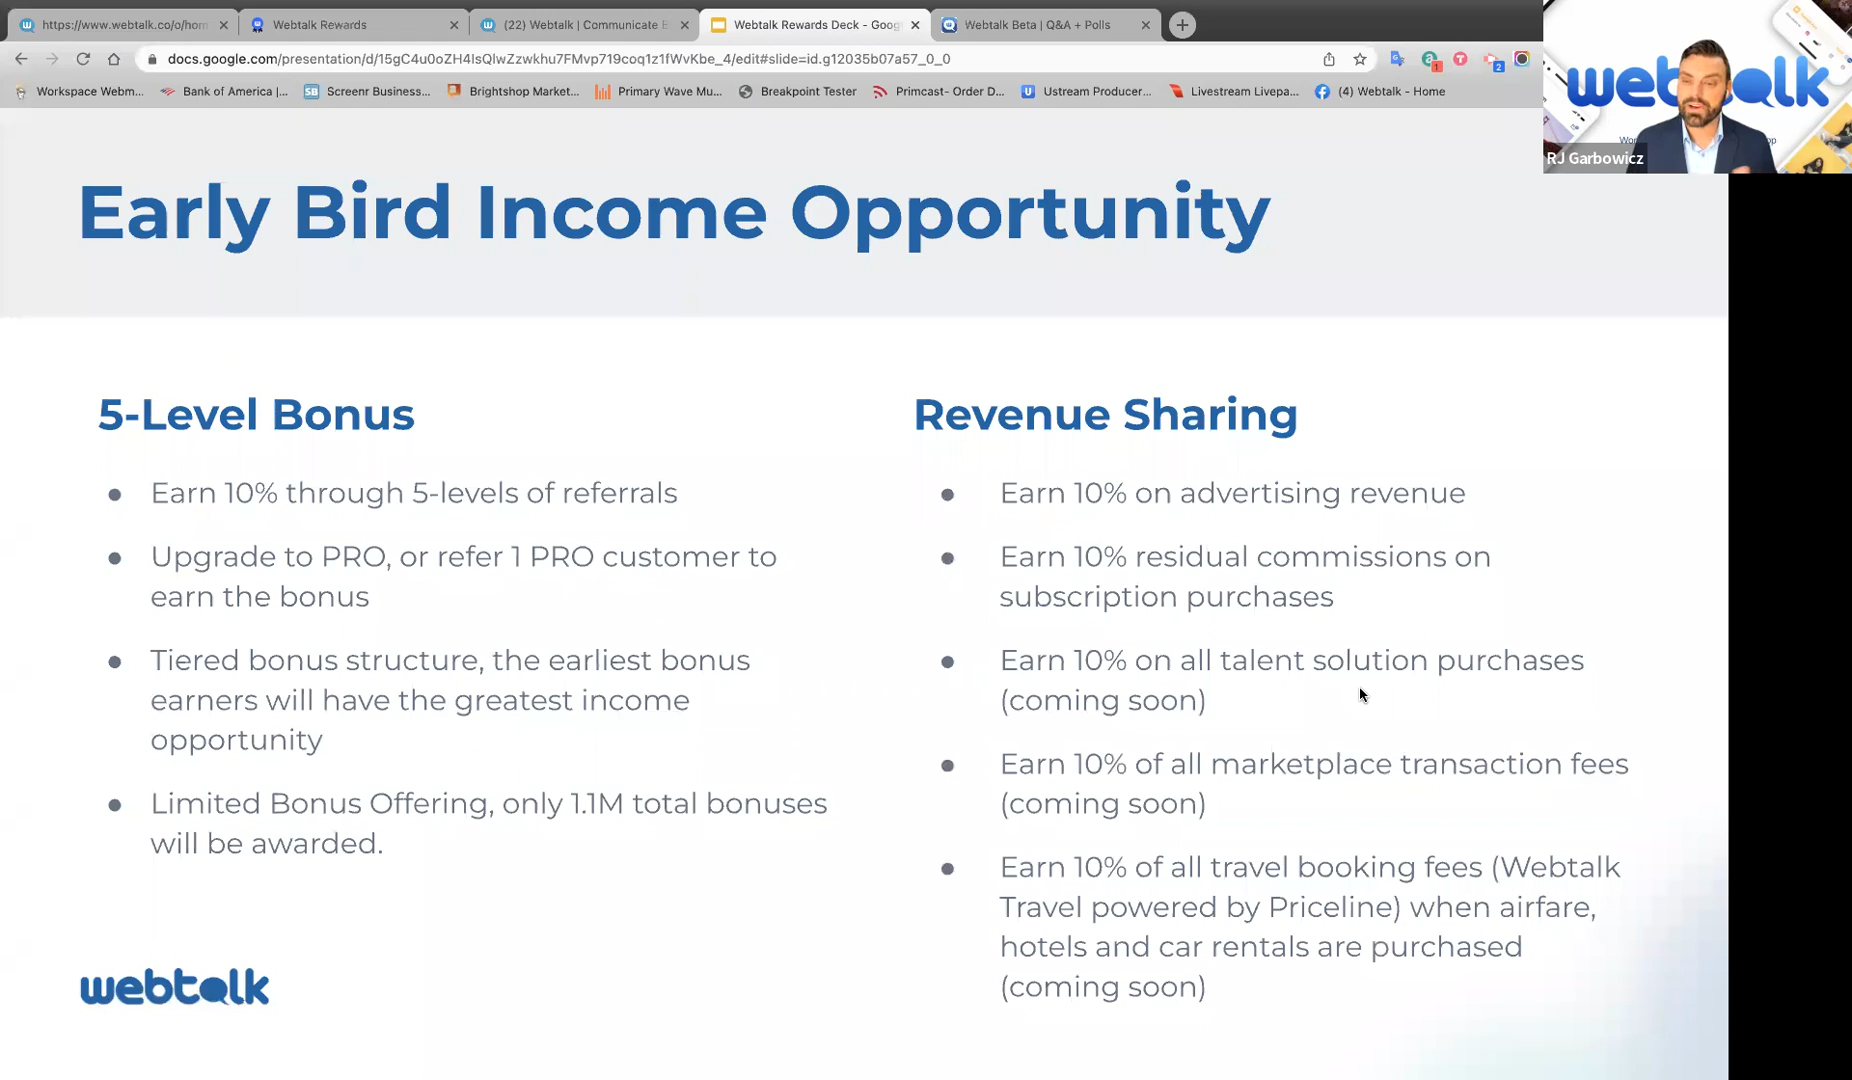 https://www.webtalk.co/o/hom
Webtalk Rewards
(22) Webtalk | Communicate E
Webtalk Rewards Deck - Goog
Webtalk Beta | Q&A + Polls
docs.google.com/presentation/d/15gC4u0oZH4IsQlwZzwkhu7FMvp719coq1z1fWvKbe_4/edit#slide=id.g12035b07a57_0_0
Workspace Webm...
Bank of America |...
Screenr Business...
Brightshop Market...
Primary Wave Mu...
Breakpoint Tester
Primcast- Order D...
Ustream Producer...
Livestream Livepa...
(4) Webtalk - Home
RJ Garbowicz
Early Bird Income Opportunity
5-Level Bonus
● Earn 10% through 5-levels of referrals
● Upgrade to PRO, or refer 1 PRO customer to
earn the bonus
● Tiered bonus structure, the earliest bonus
earners will have the greatest income
opportunity
● Limited Bonus Offering, only 1.1M total bonuses
will be awarded.
webtalk
Revenue Sharing
● Earn 10% on advertising revenue
● Earn 10% residual commissions on
subscription purchases
● Earn 10% on all talent solution purchases
(coming soon)
● Earn 10% of all marketplace transaction fees
(coming soon)
● Earn 10% of all travel booking fees (Webtalk
Travel powered by Priceline) when airfare,
hotels and car rentals are purchased
(coming soon)